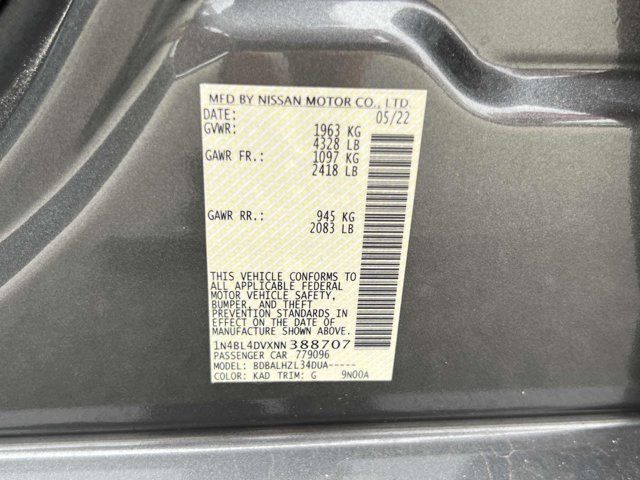 MFD BY NISSAN MOTOR CO., LTD.
DATE: 05/22
GVWR: 1963 KG
4328 LB
GAWR FR.: 1097 KG
2418 LB
GAWR RR.: 945 KG
2083 LB
THIS VEHICLE CONFORMS TO
ALL APPLICABLE FEDERAL
MOTOR VEHICLE SAFETY,
BUMPER, AND THEFT
PREVENTION STANDARDS IN
EFFECT ON THE DATE OF
MANUFACTURE SHOWN ABOVE.
1N4BL4DVXNN388707
PASSENGER CAR 779096
MODEL: BDBALHZL34DUA-----
COLOR: KAD TRIM: G 9N00A